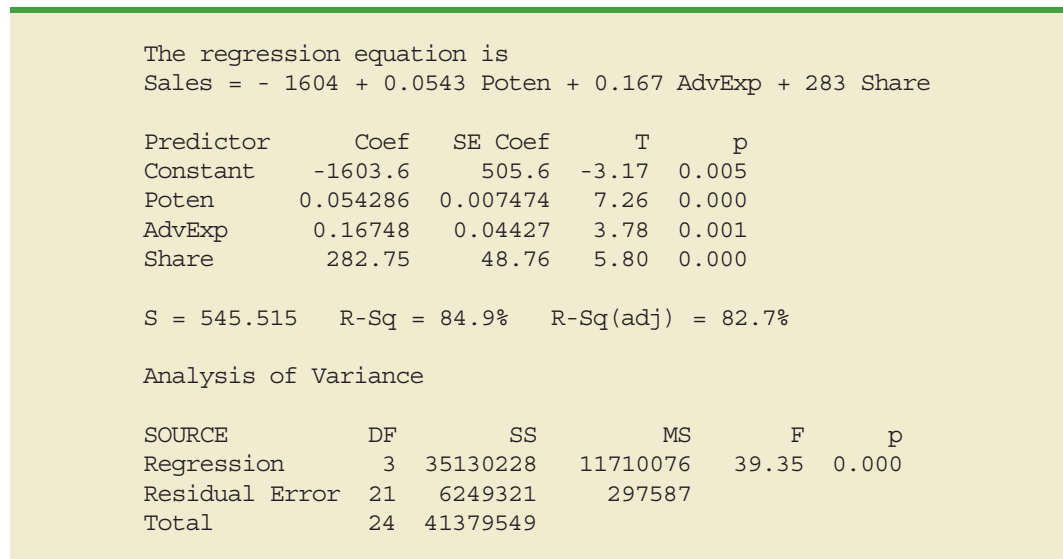 The regression equation is
Sales = - 1604 + 0.0543 Poten + 0.167 AdvExp + 283 Share
Predictor Coef SE Coef T p
Constant -1603.6 505.6 -3.17 0.005
Poten 0.054286 0.007474 7.26 0.000
AdvExp 0.16748 0.04427 3.78 0.001
Share 282.75 48.76 5.80 0.000
S = 545.515 R-Sq = 84.9% R-Sq(adj) = 82.7%
Analysis of Variance
SOURCE DF SS MS F p
Regression 3 35130228 11710076 39.35 0.000
Residual Error 21 6249321 297587
Total 24 41379549